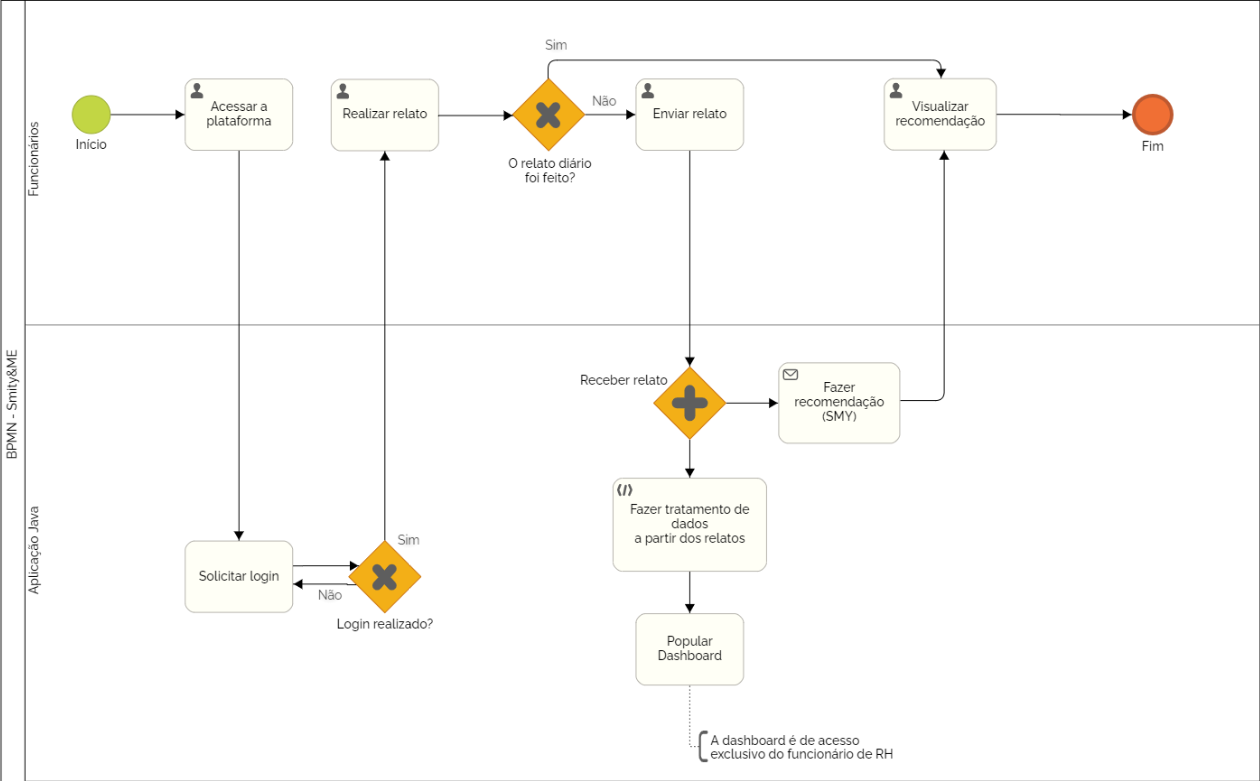 BPMN - Smity&ME
Funcionários
Início
Acessar a
plataforma
Realizar relato
Sim
Não
O relato diário
foi feito?
Enviar relato
Visualizar
recomendação
Fim
Aplicação Java
Solicitar login
Sim
Não
Login realizado?
Receber relato
Fazer
recomendação
(SMY)
Fazer tratamento de
dados
a partir dos relatos
Popular
Dashboard
A dashboard é de acesso
exclusivo do funcionário de RH